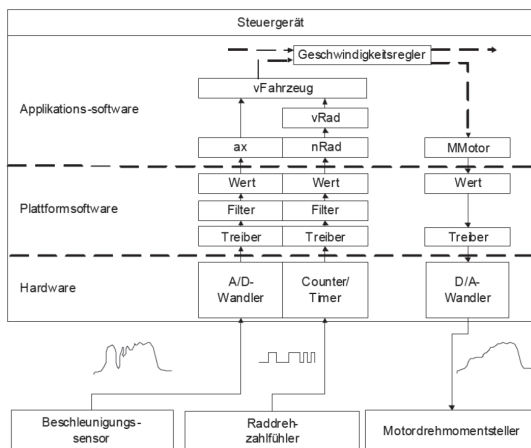 Steuergerät
Geschwindigkeitsregler
vFahrzeug
Applikations-software
vRad
ax
nRad
MMotor
Wert
Wert
Wert
Plattformsoftware
Filter
Filter
Treiber
Treiber
Treiber
Hardware
A/D-
Wandler
Counter/
Timer
D/A-
Wandler
Beschleunigungs-
sensor
Raddreh-
zahlfühler
Motordrehmomentsteller